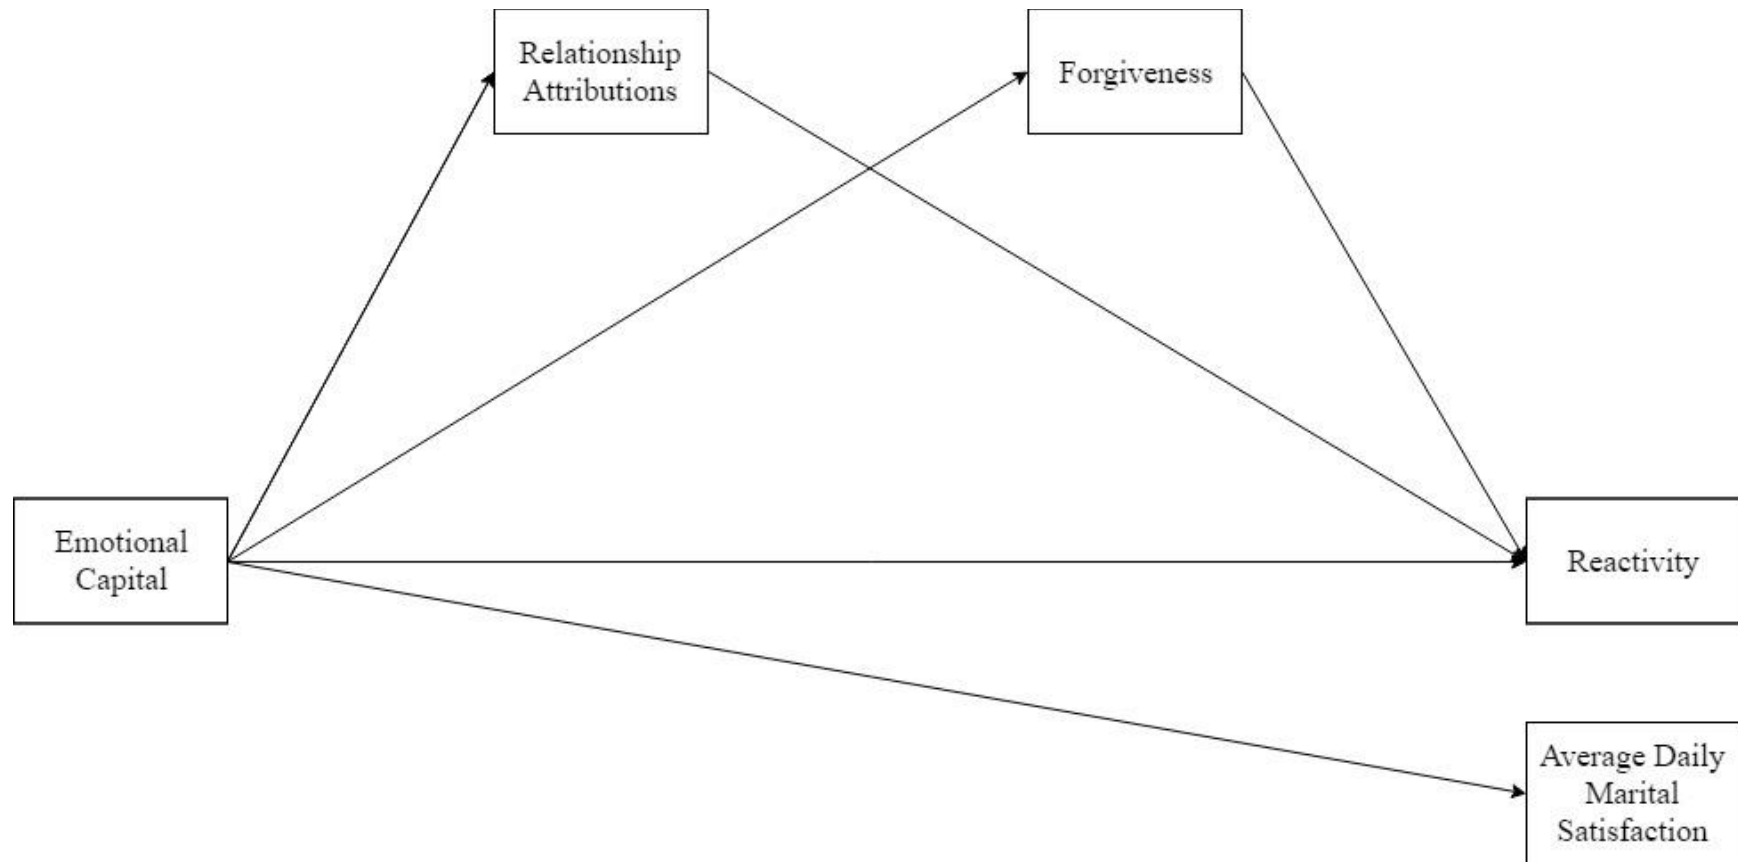 Relationship
Attributions
Forgiveness
Emotional
Capital
Reactivity
Average Daily
Marital
Satisfaction